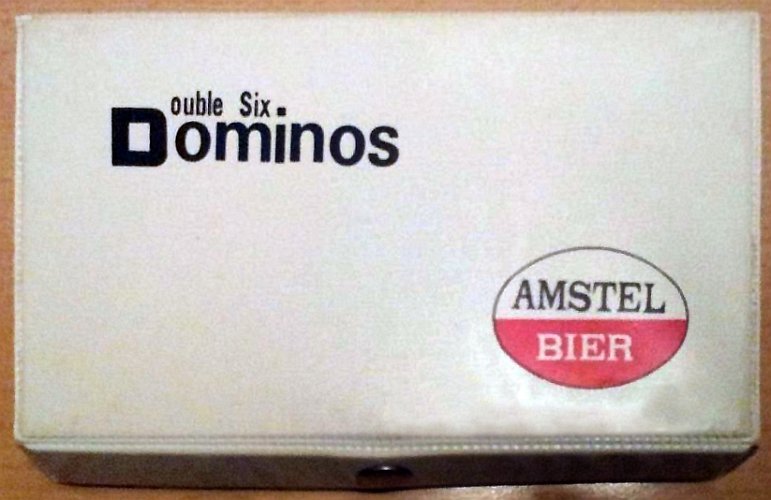 Double Six
Dominos
AMSTEL
BIER